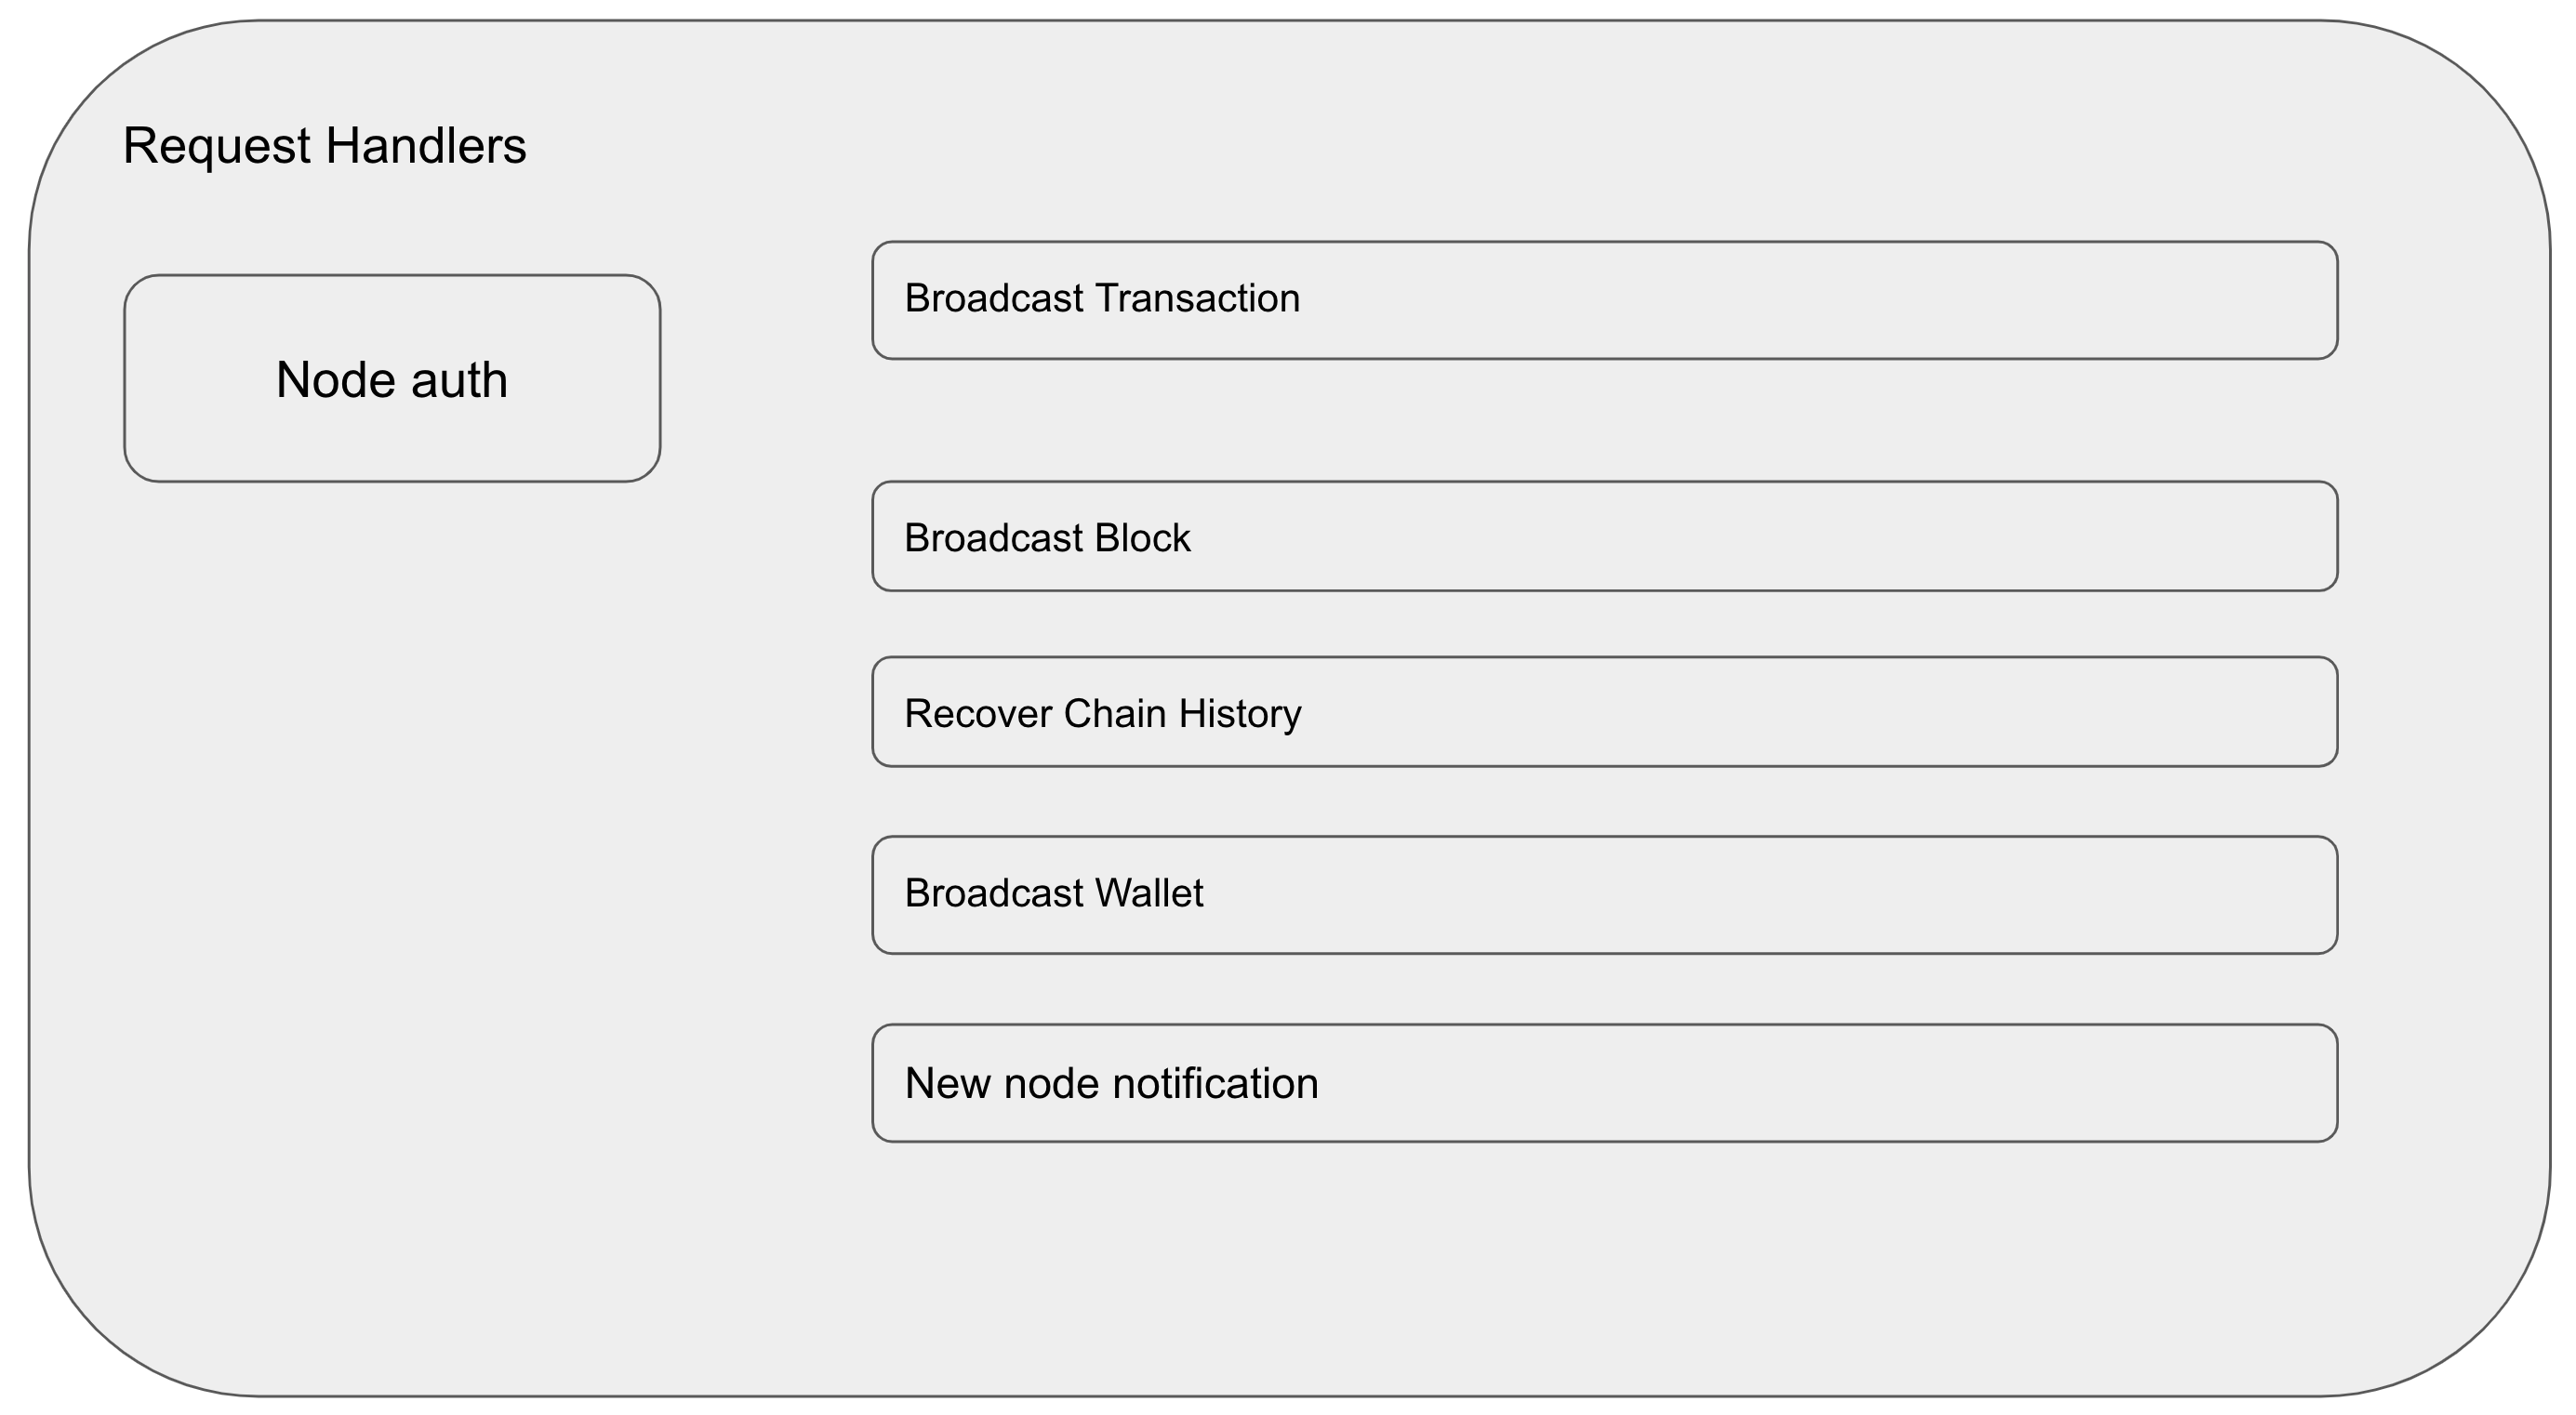 Request Handlers
Node auth
Broadcast Transaction
Broadcast Block
Recover Chain History
Broadcast Wallet
New node notification